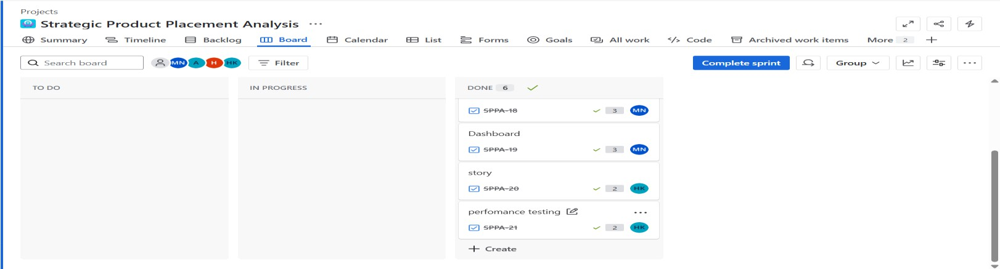 Projects
Strategic Product Placement Analysis ...
Summary Timeline Backlog Board Calendar List Forms Goals All work </> Code Archived work items More 2 +
Search board MN A H HK Filter Complete sprint Group ...
TO DO IN PROGRESS DONE 6
SPPA-18 3 MN
Dashboard
SPPA-19 3 MN
story
SPPA-20 2 HK
perfomance testing ...
SPPA-21 2 HK
+ Create